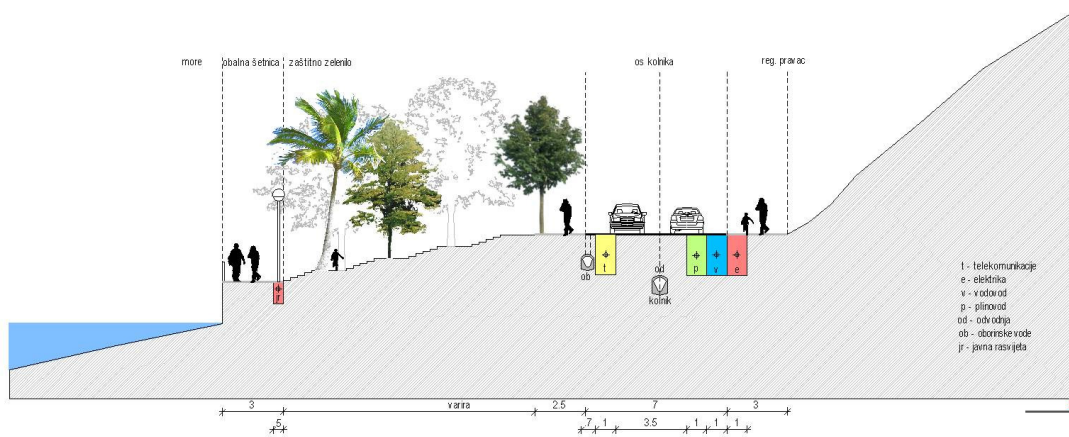 more obalna šetnica zaštitno zelenilo os kolnika reg. pravac
jr
ob
t
od
kolnik
p
v
e
t - telekomunikacije
e - elektrika
v - vodovod
p - plinovod
od - odvodnja
ob - oborinske vode
jr - javna rasvijeta
3 varira 2.5 7 3
5 7 1 3.5 1 1 1